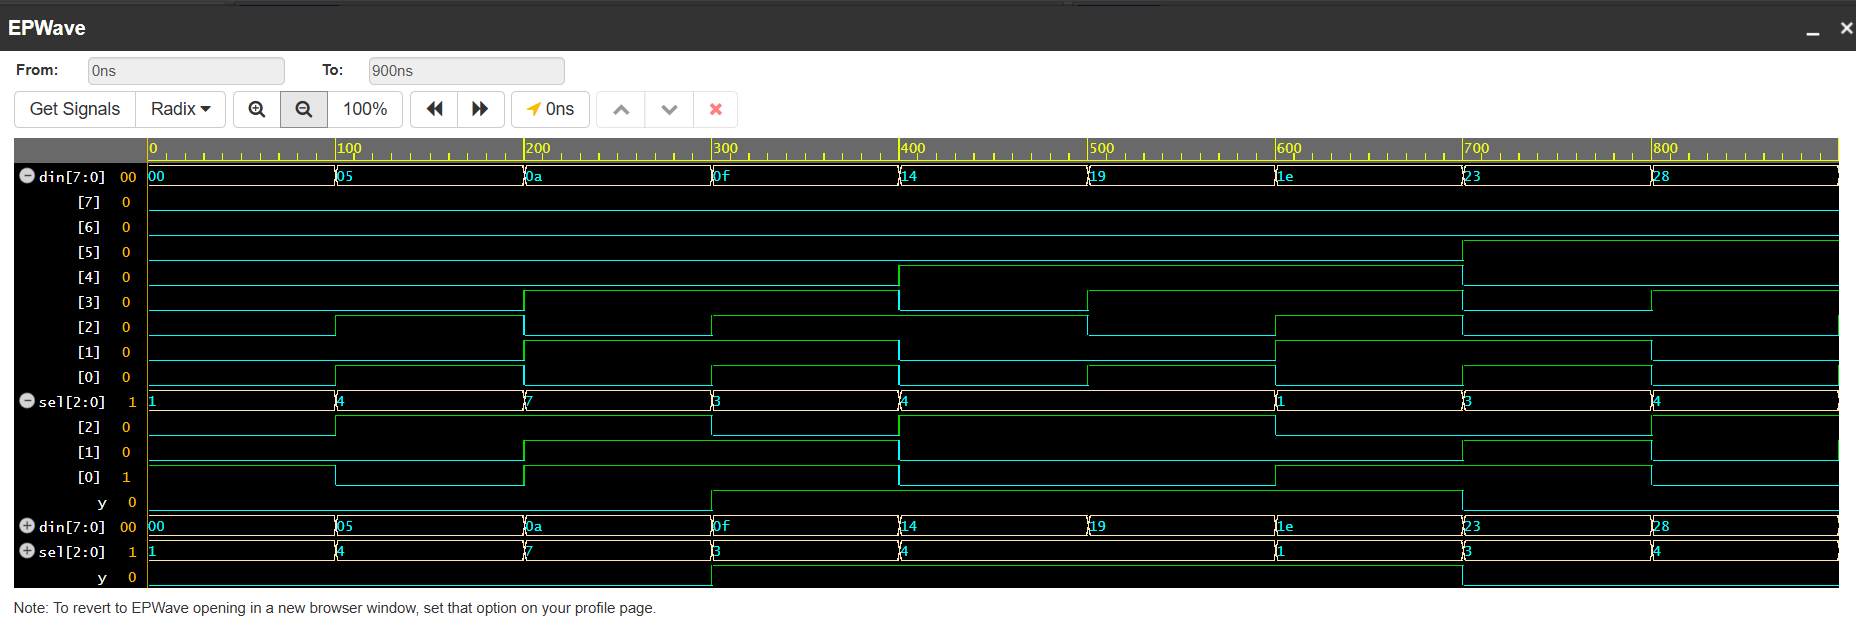 EPWave
From: 0ns To: 900ns
Get Signals Radix 100% 0ns
0 100 200 300 400 500 600 700 800
din[7:0] 00 00 05 0a 0f 14 19 1e 23 28
[7] 0
[6] 0
[5] 0
[4] 0
[3] 0
[2] 0
[1] 0
[0] 0
sel[2:0] 1 1 4 7 3 4 1 3 4
[2] 0
[1] 0
[0] 1
y 0
din[7:0] 00 00 05 0a 0f 14 19 1e 23 28
sel[2:0] 1 1 4 7 3 4 1 3 4
y 0
Note: To revert to EPWave opening in a new browser window, set that option on your profile page.